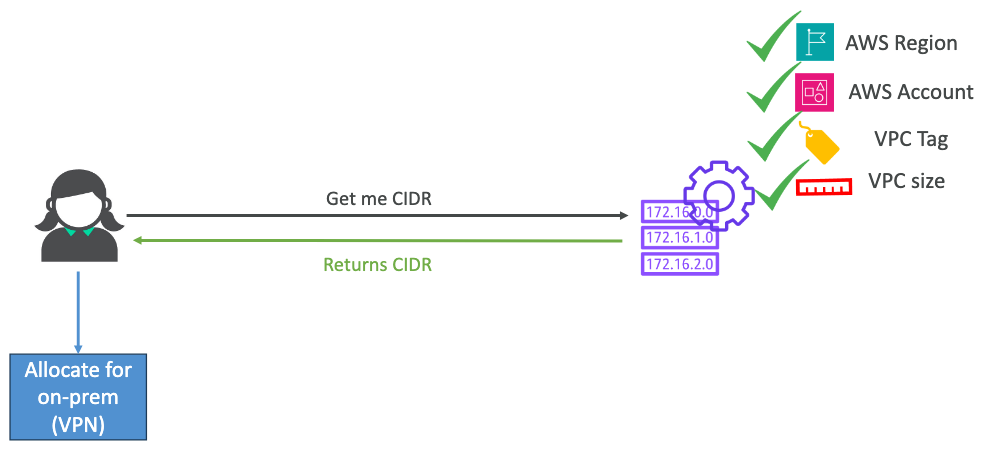 AWS Region
AWS Account
VPC Tag
VPC size
Get me CIDR
172.16.0.0
172.16.1.0
Returns CIDR
172.16.2.0
Allocate for
on-prem
(VPN)